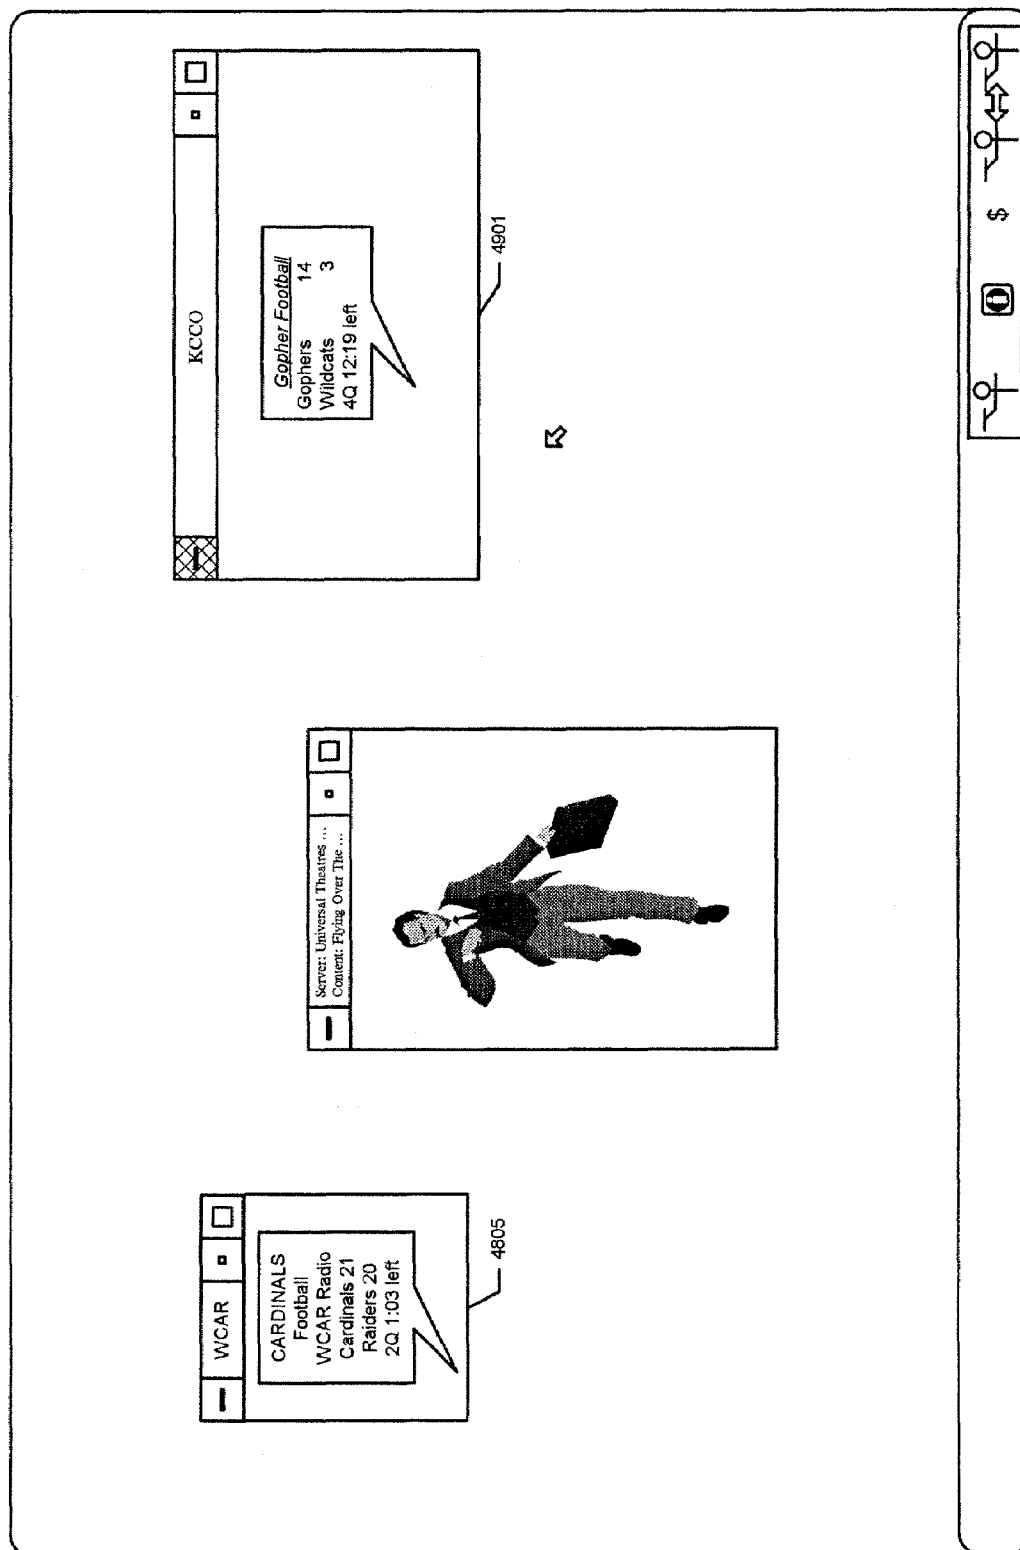 WCAR
CARDINALS
Football
WCAR Radio
Cardinals 21
Raiders 20
2Q 1:03 left
4805
Server: Universal Theatres ...
Content: Flying Over The ...
KCCO
Gopher Football
Gophers 14
Wildcats 3
4Q 12:19 left
4901
$